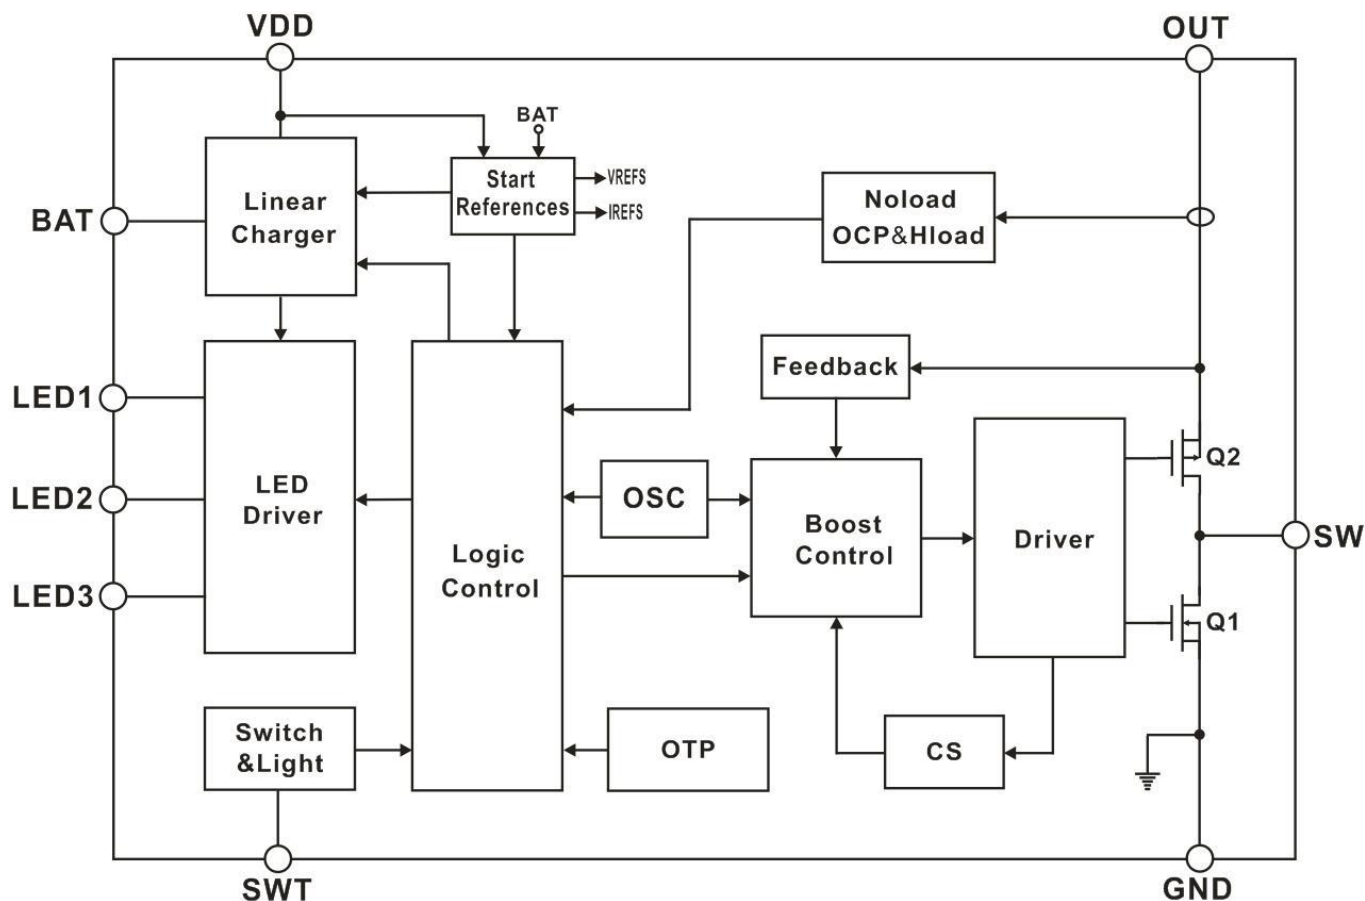 VDD
OUT
BAT
Linear
Charger
Start
References
VREFS
IREFS
Noload
OCP&Hload
BAT
Feedback
LED1
LED2
LED3
LED
Driver
Logic
Control
OSC
Boost
Control
Driver
Q2
SW
Q1
Switch
&Light
OTP
CS
SWT
GND